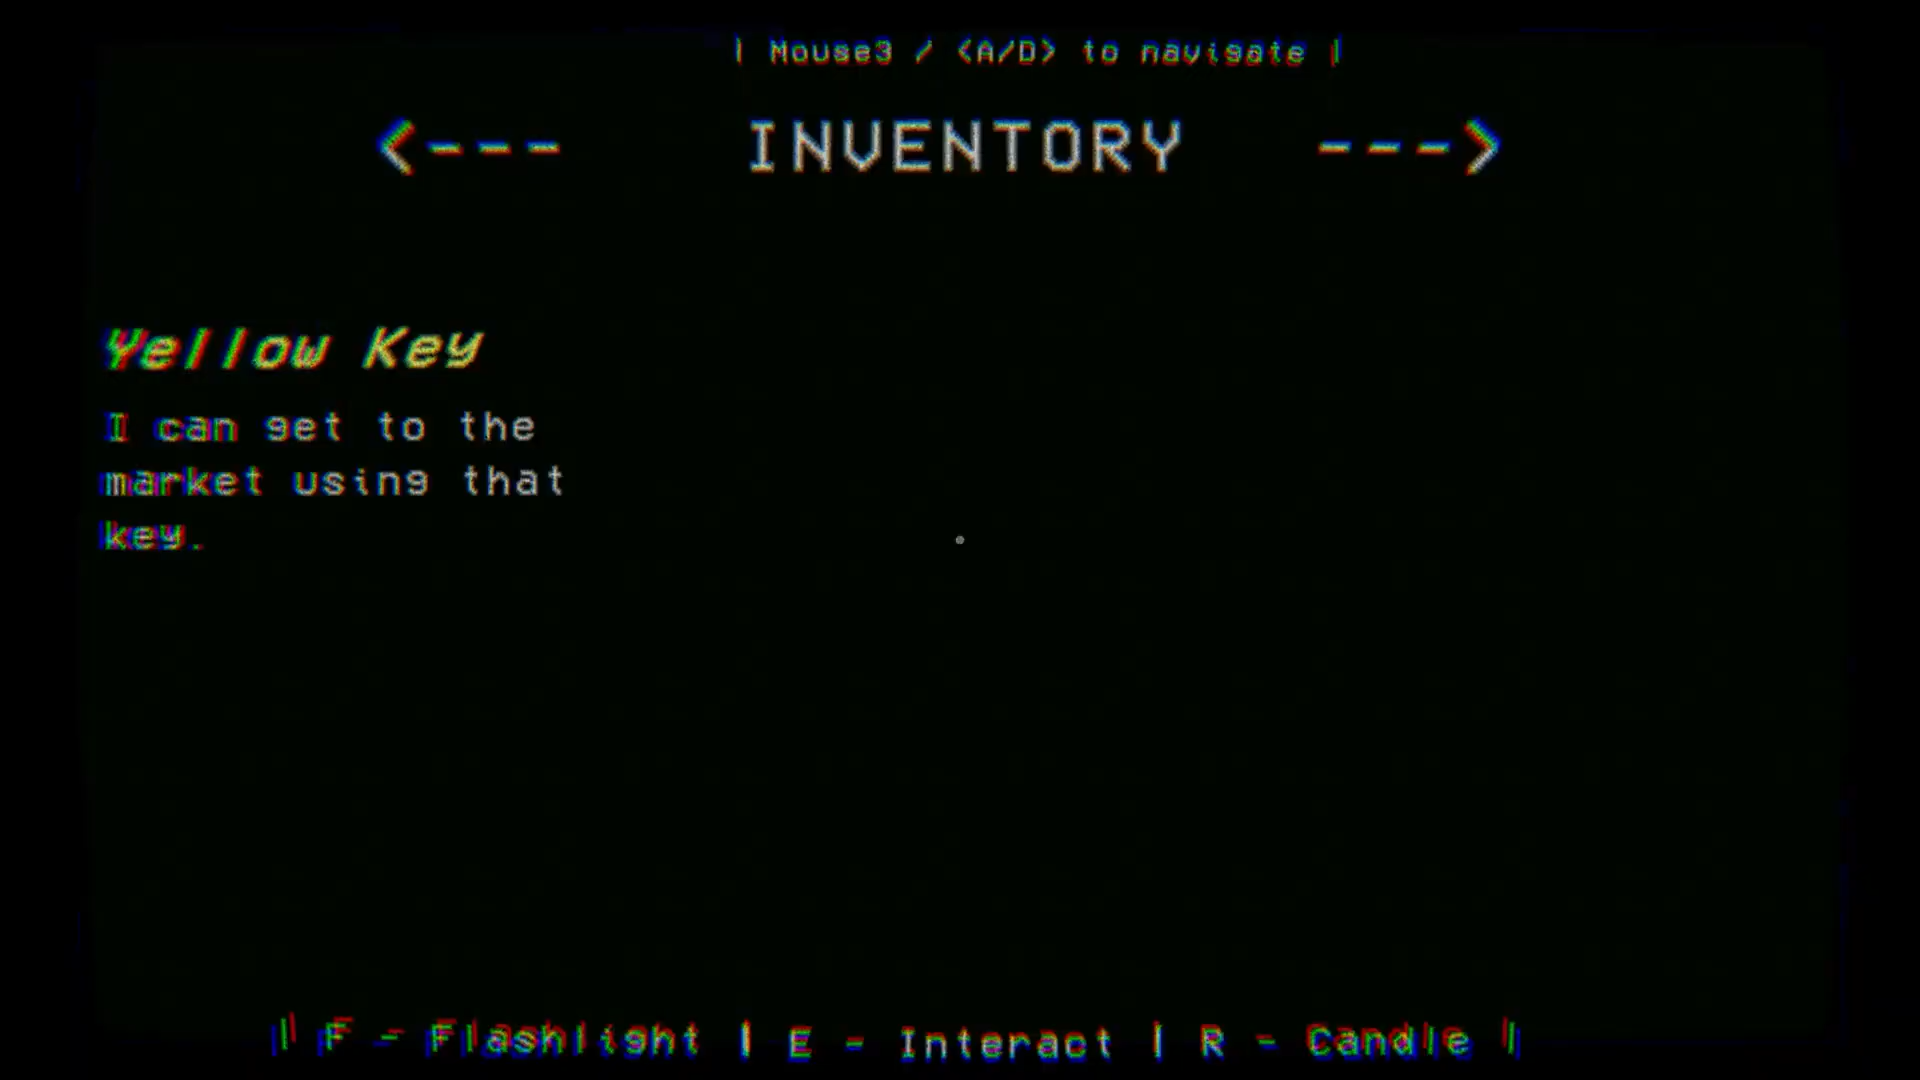 | Mouse3 / <A/D> to navigate |
<--- INVENTORY --->
Yellow Key
I can get to the
market using that
key.
| F - Flashlight | E - Interact | R - Candle |